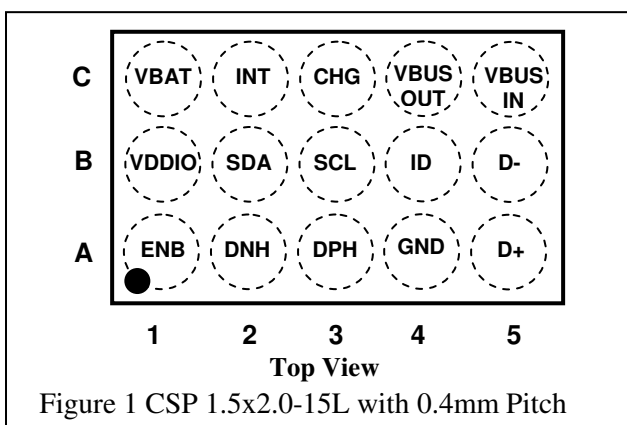 C VBAT INT CHG VBUS OUT VBUS IN
B VDDIO SDA SCL ID D-
A ENB DNH DPH GND D+
1 2 3 4 5
Top View
Figure 1 CSP 1.5x2.0-15L with 0.4mm Pitch